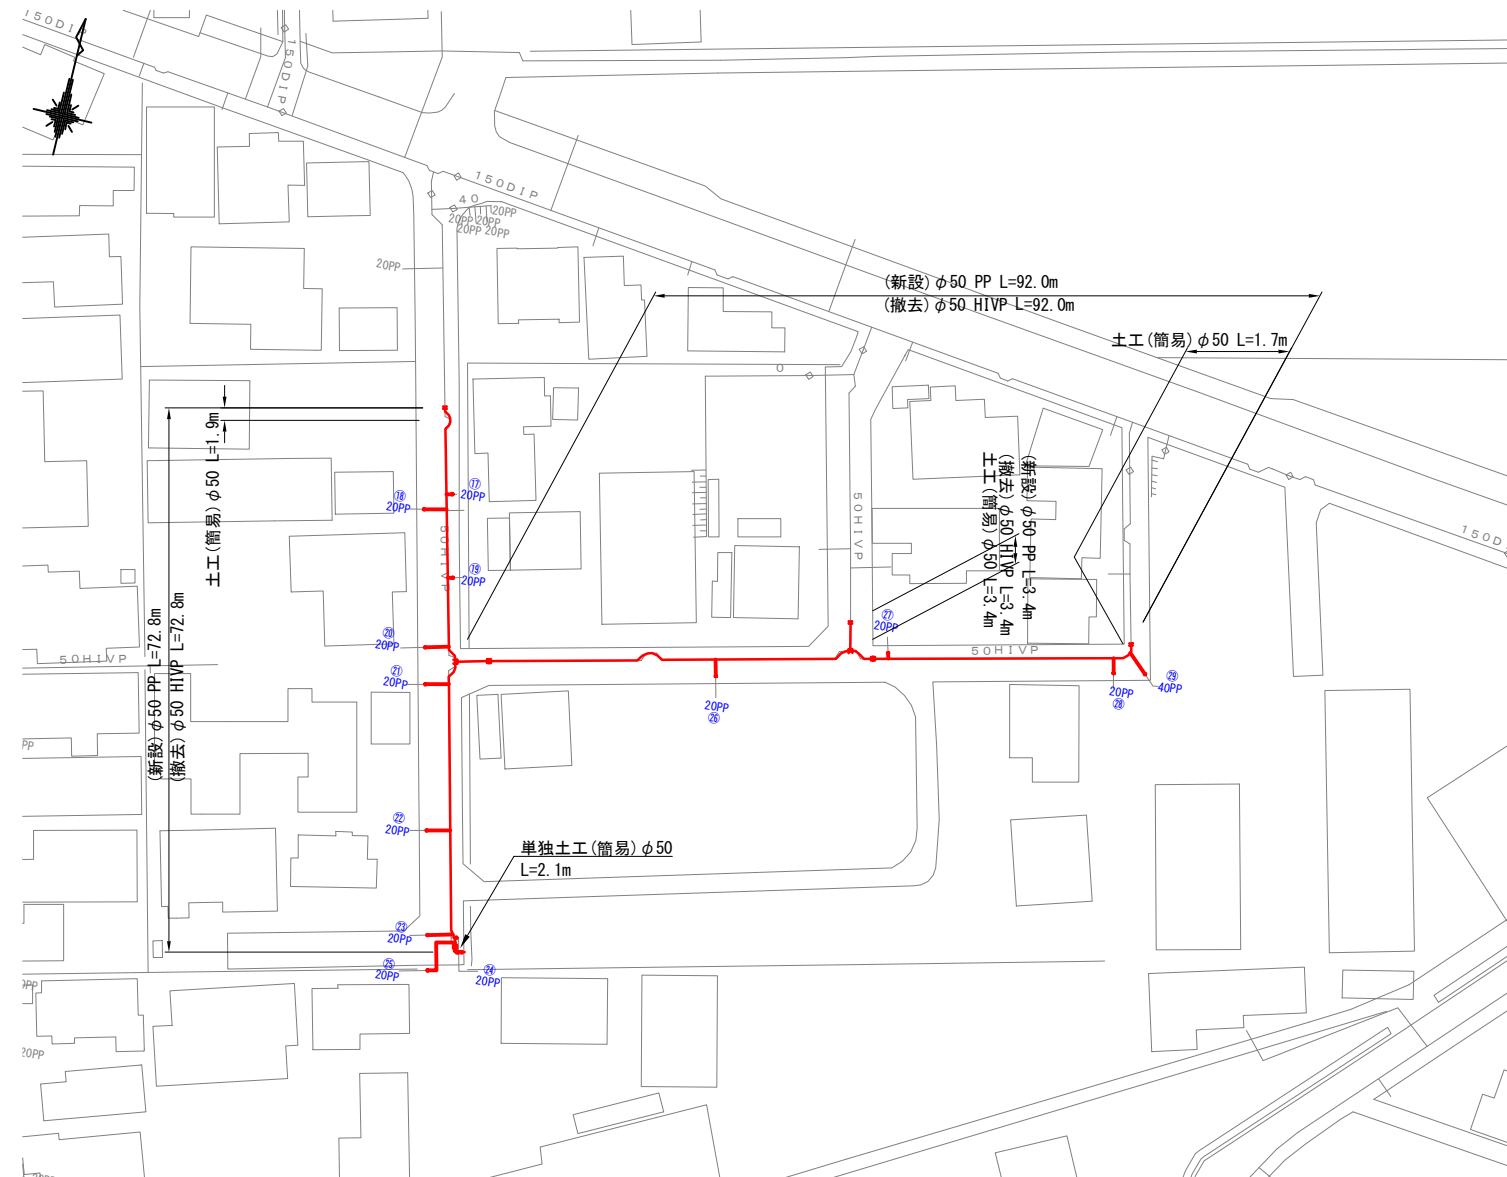 150DIP
150DIP
150DIP
40
20PP
20PP 20PP
20PP 20PP
20PP
(新設)φ50 PP L=92.0m
(撤去)φ50 HIVP L=92.0m
土工(簡易)φ50 L=1.7m
0
土工(簡易)φ50 L=1.9m
(新設)φ50 PP L=72.8m
(撤去)φ50 HIVP L=72.8m
⑰
20PP
⑱
20PP
50HIVP
⑲
20PP
50HIVP
(新設)φ50 PP L=3.4m
(撤去)φ50 HIVP L=3.4m
土工(簡易)φ50 L=3.4m
150D
⑳
20PP
㉑
20PP
50HIVP
㉗
20PP
50HIVP
20PP
㉖
20PP
㉘
㉙
40PP
PP
㉒
20PP
単独土工(簡易)φ50
L=2.1m
㉓
20PP
㉕
20PP
㉔
20PP
PP
20PP
20PP